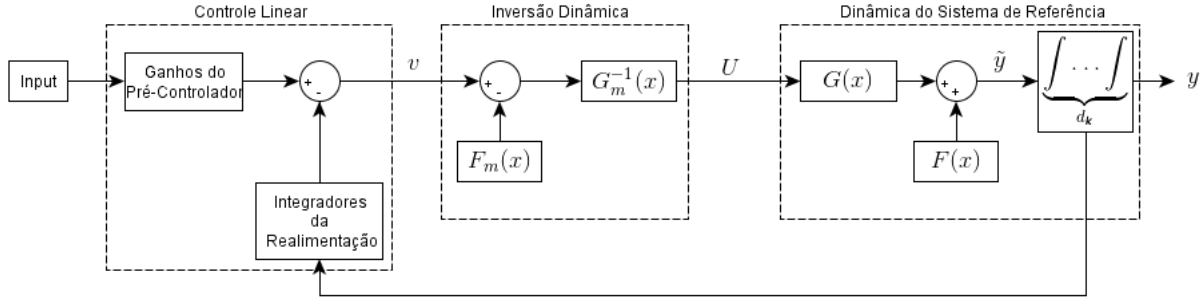 Controle Linear
Inversão Dinâmica
Dinâmica do Sistema de Referência
Input
Ganhos do
Pré-Controlador
+
-
v
+
-
G_m^{-1}(x)
U
G(x)
+
+
ỹ
∫ ... ∫
d_k
y
F_m(x)
F(x)
Integradores
da
Realimentação